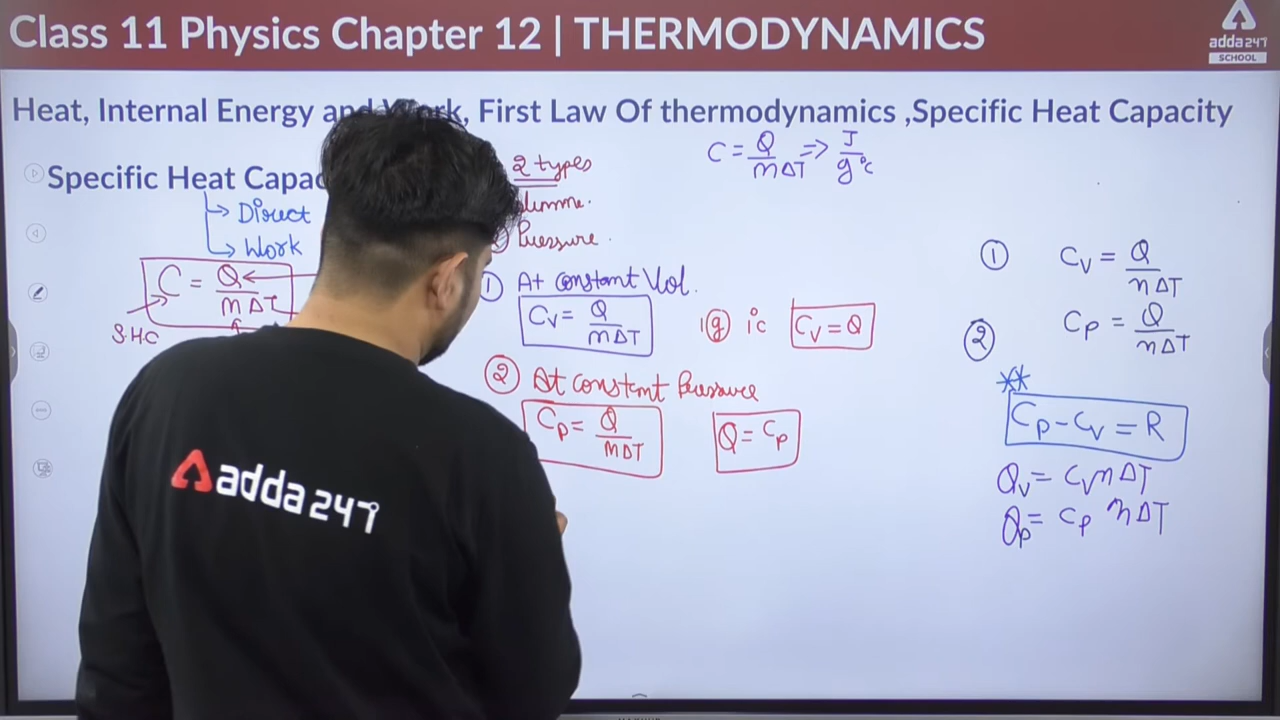 Class 11 Physics Chapter 12 | THERMODYNAMICS
adda247
SCHOOL
Heat, Internal Energy and Work, First Law Of thermodynamics ,Specific Heat Capacity
C = Q/mΔT => J/g°c
Specific Heat
2 types
→ Direct
→ Work
Pressure.
C = Q/mΔT
S.H.C
① At constant Vol.
Cv = Q/mΔT
1g 1°c
Cv = Q
② At constant Pressure
Cp = Q/mΔT
Q = Cp
① Cv = Q/nΔT
② Cp = Q/nΔT
**
Cp - Cv = R
Qv = Cv nΔT
Qp = Cp nΔT
adda247